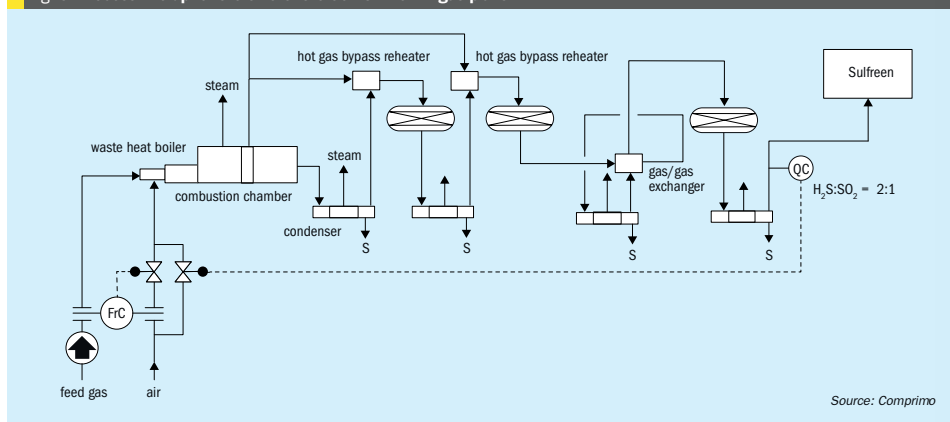 hot gas bypass reheater
hot gas bypass reheater
Sulfreen
steam
waste heat boiler
steam
combustion chamber
gas/gas
exchanger
QC
H₂S:SO₂ = 2:1
condenser
S
S
S
S
FrC
feed gas
air
Source: Comprimo